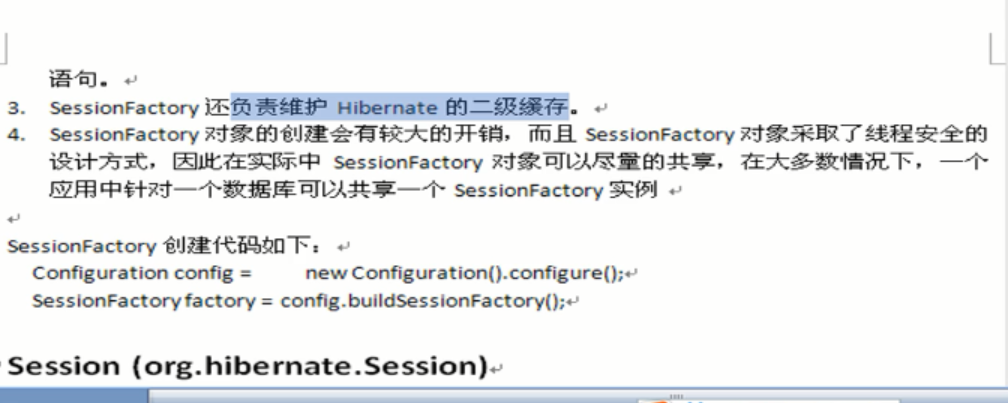 语句。
3. SessionFactory 还负责维护 Hibernate 的二级缓存。
4. SessionFactory 对象的创建会有较大的开销，而且 SessionFactory 对象采取了线程安全的
设计方式，因此在实际中 SessionFactory 对象可以尽量的共享，在大多数情况下，一个
应用中针对一个数据库可以共享一个 SessionFactory 实例
SessionFactory 创建代码如下：
Configuration config = new Configuration().configure();
SessionFactory factory = config.buildSessionFactory();
Session (org.hibernate.Session)